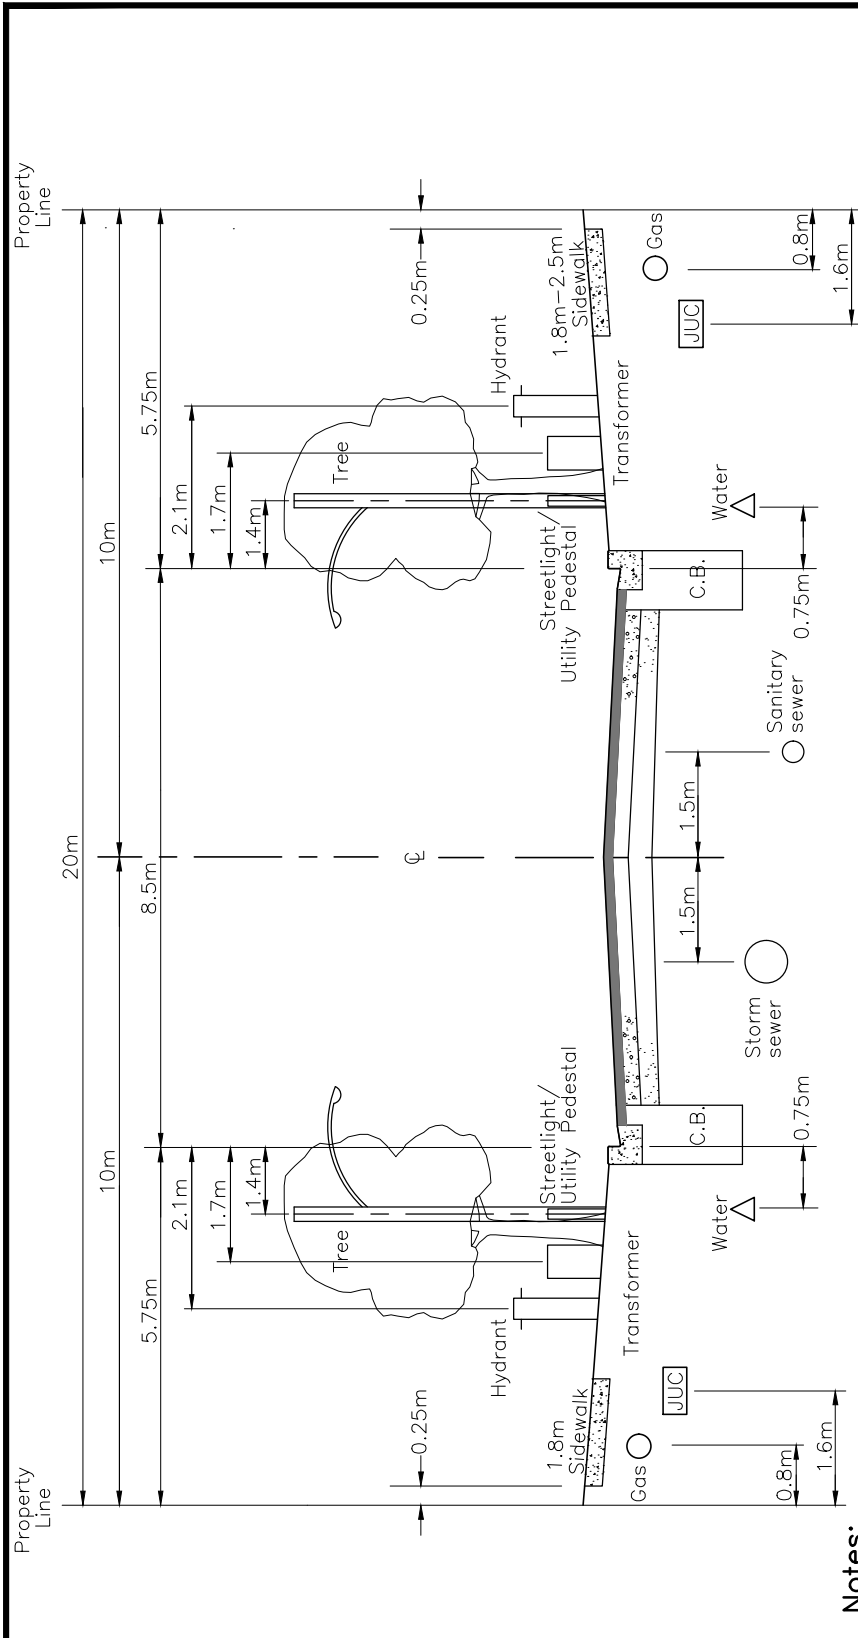 Property
Line
Property
Line
20m
10m
10m
5.75m
8.5m
5.75m
2.1m
2.1m
1.7m
1.7m
1.4m
1.4m
Tree
Tree
0.25m
0.25m
℄
Hydrant
Hydrant
Streetlight/
Utility Pedestal
Streetlight/
Utility Pedestal
1.8m
Sidewalk
1.8m-2.5m
Sidewalk
Transformer
Transformer
Gas
Gas
JUC
JUC
C.B.
C.B.
1.5m
1.5m
Water
Water
Storm
sewer
Sanitary
sewer
0.75m
0.75m
0.8m
0.8m
1.6m
1.6m
Notes: